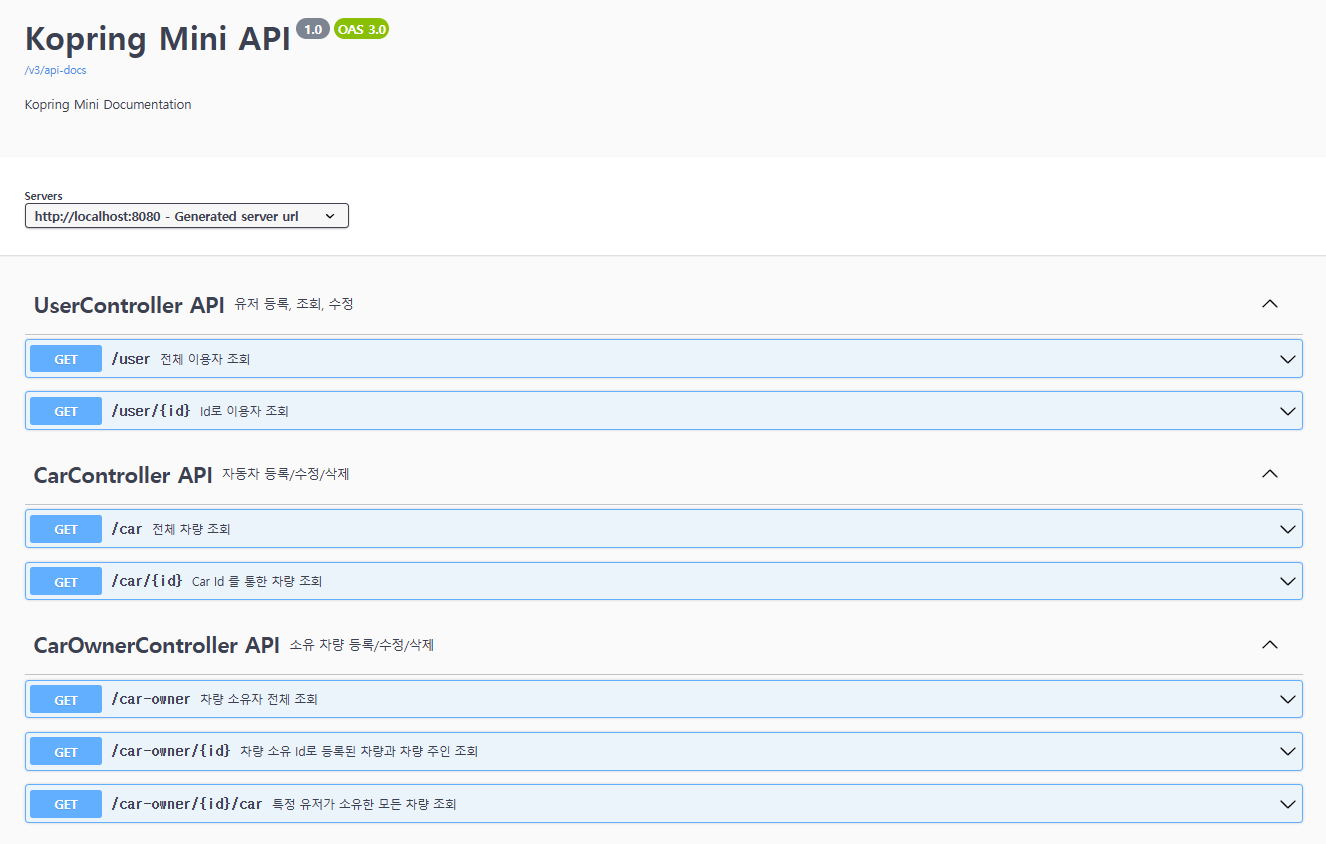 Kopring Mini API 1.0 OAS 3.0
/v3/api-docs
Kopring Mini Documentation
Servers
http://localhost:8080 - Generated server url
UserController API 유저 등록, 조회, 수정
GET /user 전체 이용자 조회
GET /user/{id} Id로 이용자 조회
CarController API 자동차 등록/수정/삭제
GET /car 전체 차량 조회
GET /car/{id} Car Id 를 통한 차량 조회
CarOwnerController API 소유 차량 등록/수정/삭제
GET /car-owner 차량 소유자 전체 조회
GET /car-owner/{id} 차량 소유 Id로 등록된 차량과 차량 주인 조회
GET /car-owner/{id}/car 특정 유저가 소유한 모든 차량 조회